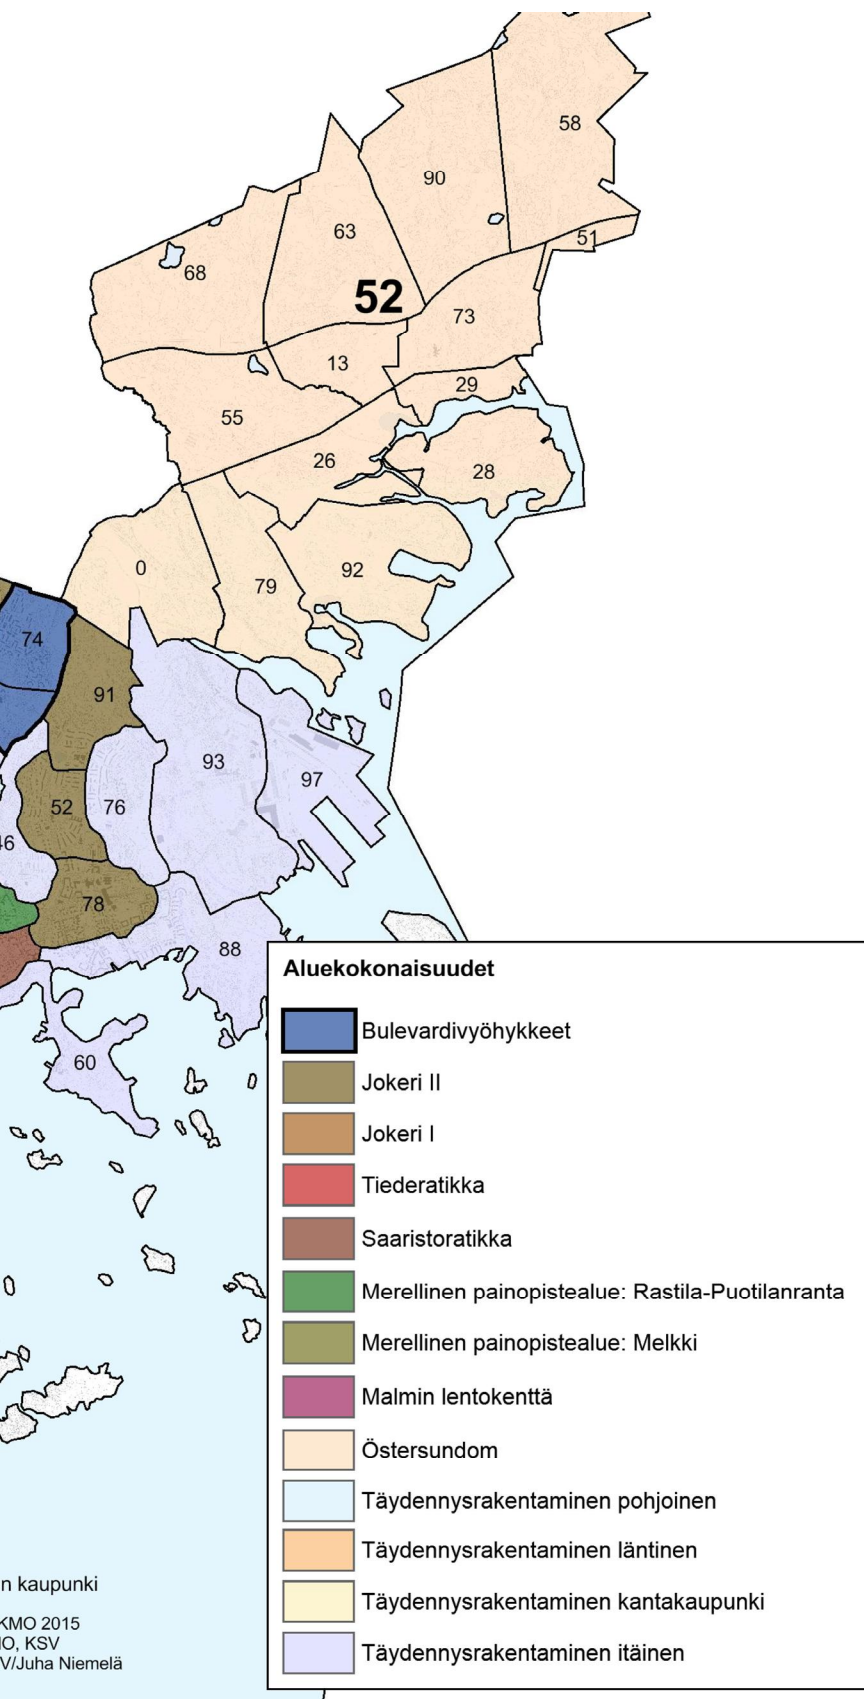 58
90
63
51
68
52
73
13
29
55
26
28
0
92
79
74
91
93
97
52
76
46
78
88
60
Aluekokonaisuudet
Bulevardivyöhykkeet
Jokeri II
Jokeri I
Tiederatikka
Saaristoratikka
Merellinen painopistealue: Rastila-Puotilanranta
Merellinen painopistealue: Melkki
Malmin lentokenttä
Östersundom
Täydennysrakentaminen pohjoinen
Täydennysrakentaminen läntinen
Täydennysrakentaminen kantakaupunki
Täydennysrakentaminen itäinen
n kaupunki
KMO 2015
IO, KSV
V/Juha Niemelä